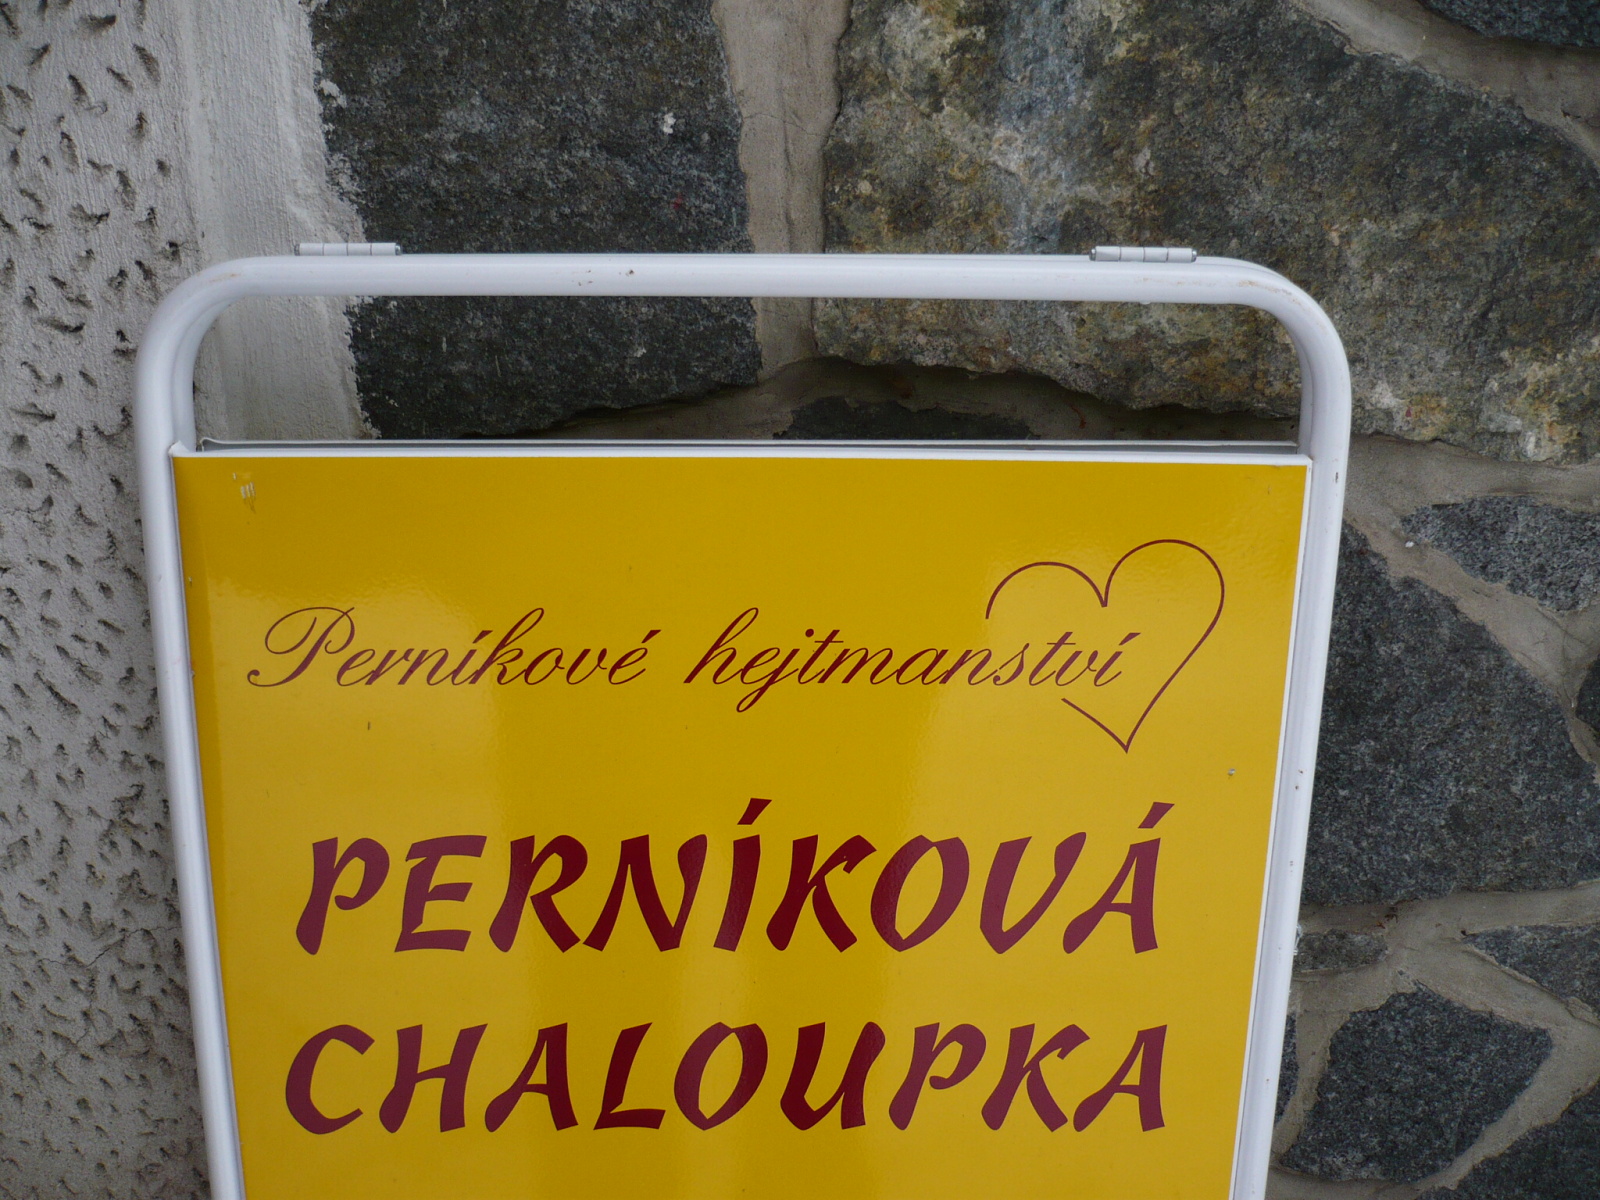 Perníkové hejtmanství
PERNÍKOVÁ
CHALOUPKA